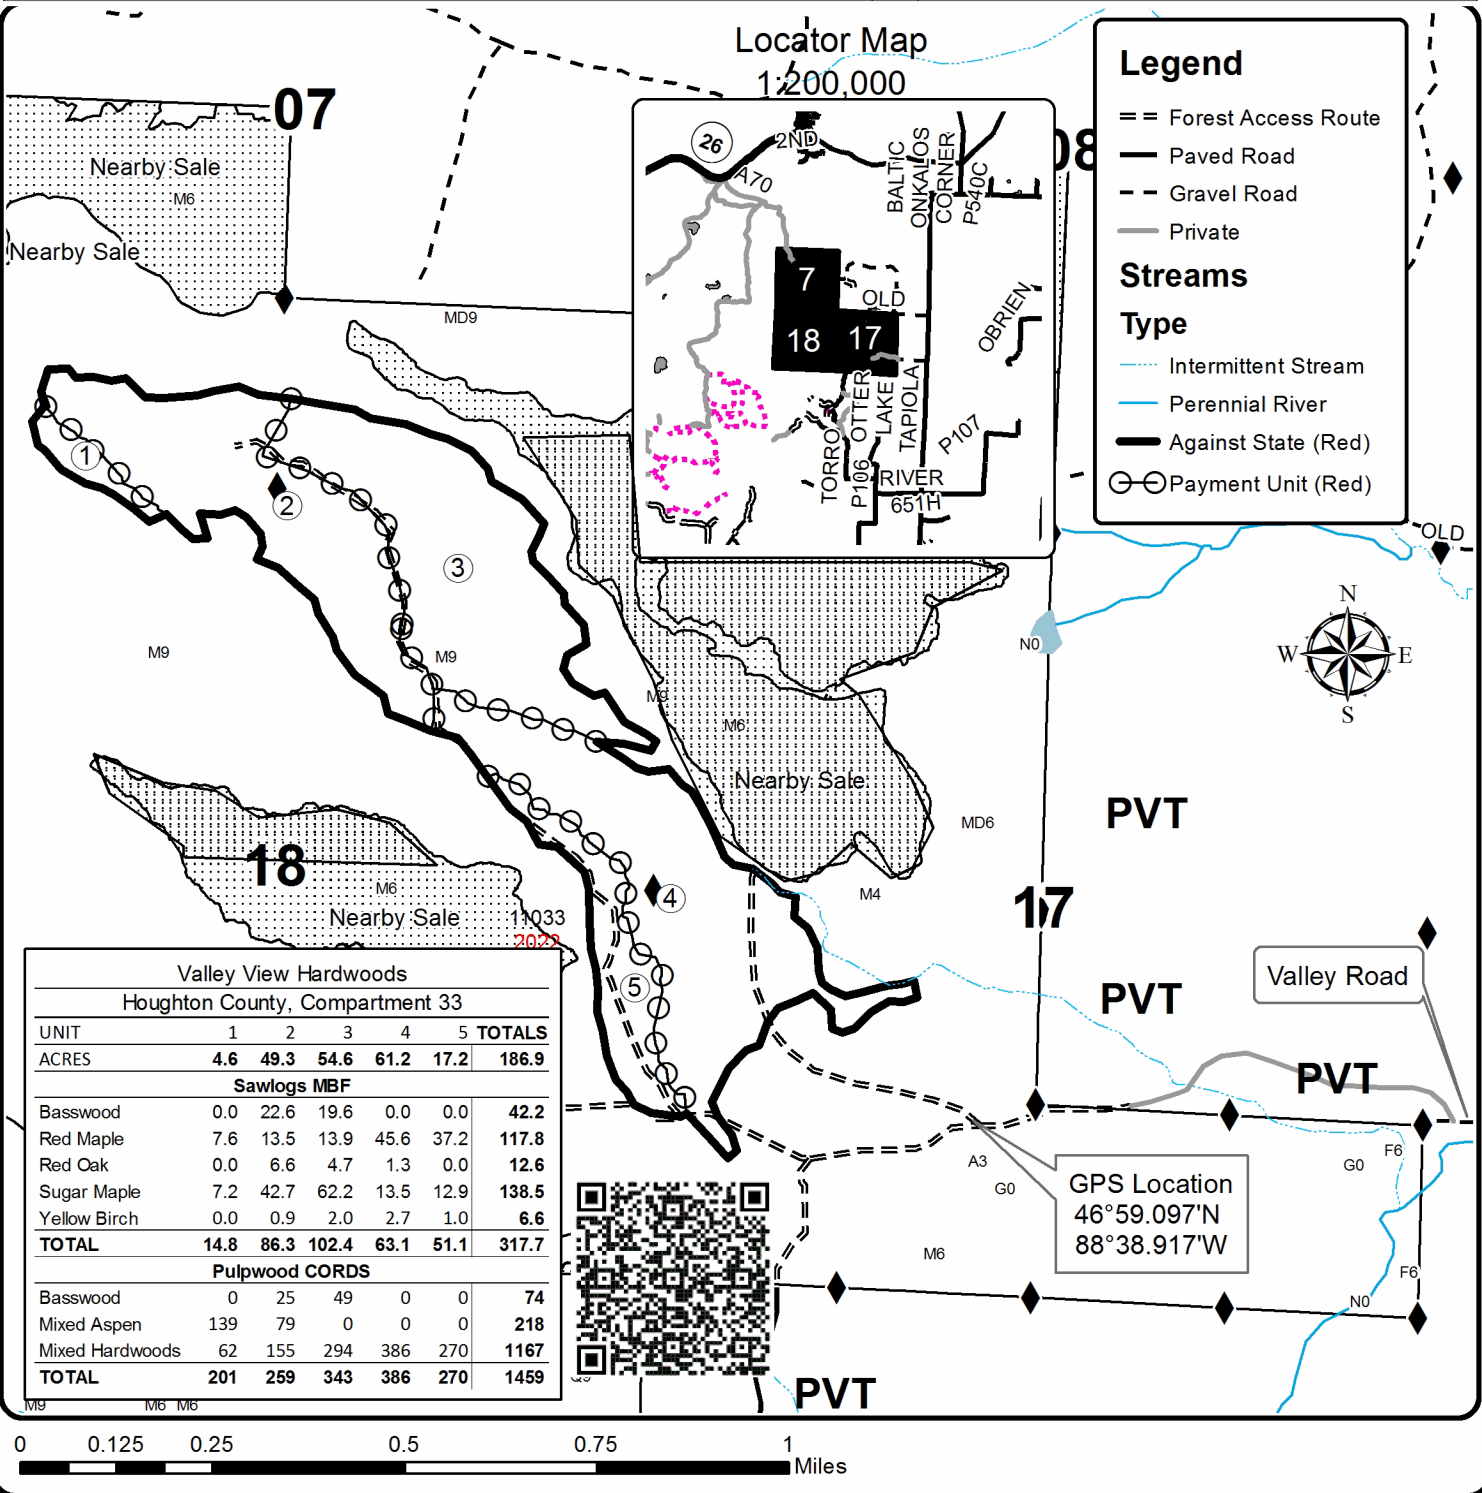 Locator Map
1:200,000
07
08
Nearby Sale
M6
Nearby Sale
MD9
26
2ND
A70
BALTIC
ONKALOS
CORNER
P540C
7
OLD
18
17
OBRIEN
OTTER
LAKE
TAPIOLA
TORRO
P106
P107
RIVER
651H
Legend
Forest Access Route
Paved Road
Gravel Road
Private
Streams
Type
Intermittent Stream
Perennial River
Against State (Red)
Payment Unit (Red)
OLD
N
W
E
S
1
2
3
M9
M9
M9
N0
M6
Nearby Sale
MD6
PVT
18
M6
Nearby Sale
11033
2022
4
M4
17
5
PVT
Valley Road
PVT
A3
G0
GPS Location
46°59.097'N
88°38.917'W
G0
F6
M6
F6
N0
PVT
Valley View Hardwoods
Houghton County, Compartment 33
UNIT 1 2 3 4 5 TOTALS
ACRES 4.6 49.3 54.6 61.2 17.2 186.9
Sawlogs MBF
Basswood 0.0 22.6 19.6 0.0 0.0 42.2
Red Maple 7.6 13.5 13.9 45.6 37.2 117.8
Red Oak 0.0 6.6 4.7 1.3 0.0 12.6
Sugar Maple 7.2 42.7 62.2 13.5 12.9 138.5
Yellow Birch 0.0 0.9 2.0 2.7 1.0 6.6
TOTAL 14.8 86.3 102.4 63.1 51.1 317.7
Pulpwood CORDS
Basswood 0 25 49 0 0 74
Mixed Aspen 139 79 0 0 0 218
Mixed Hardwoods 62 155 294 386 270 1167
TOTAL 201 259 343 386 270 1459
M9
M6 M6
0 0.125 0.25 0.5 0.75 1
Miles